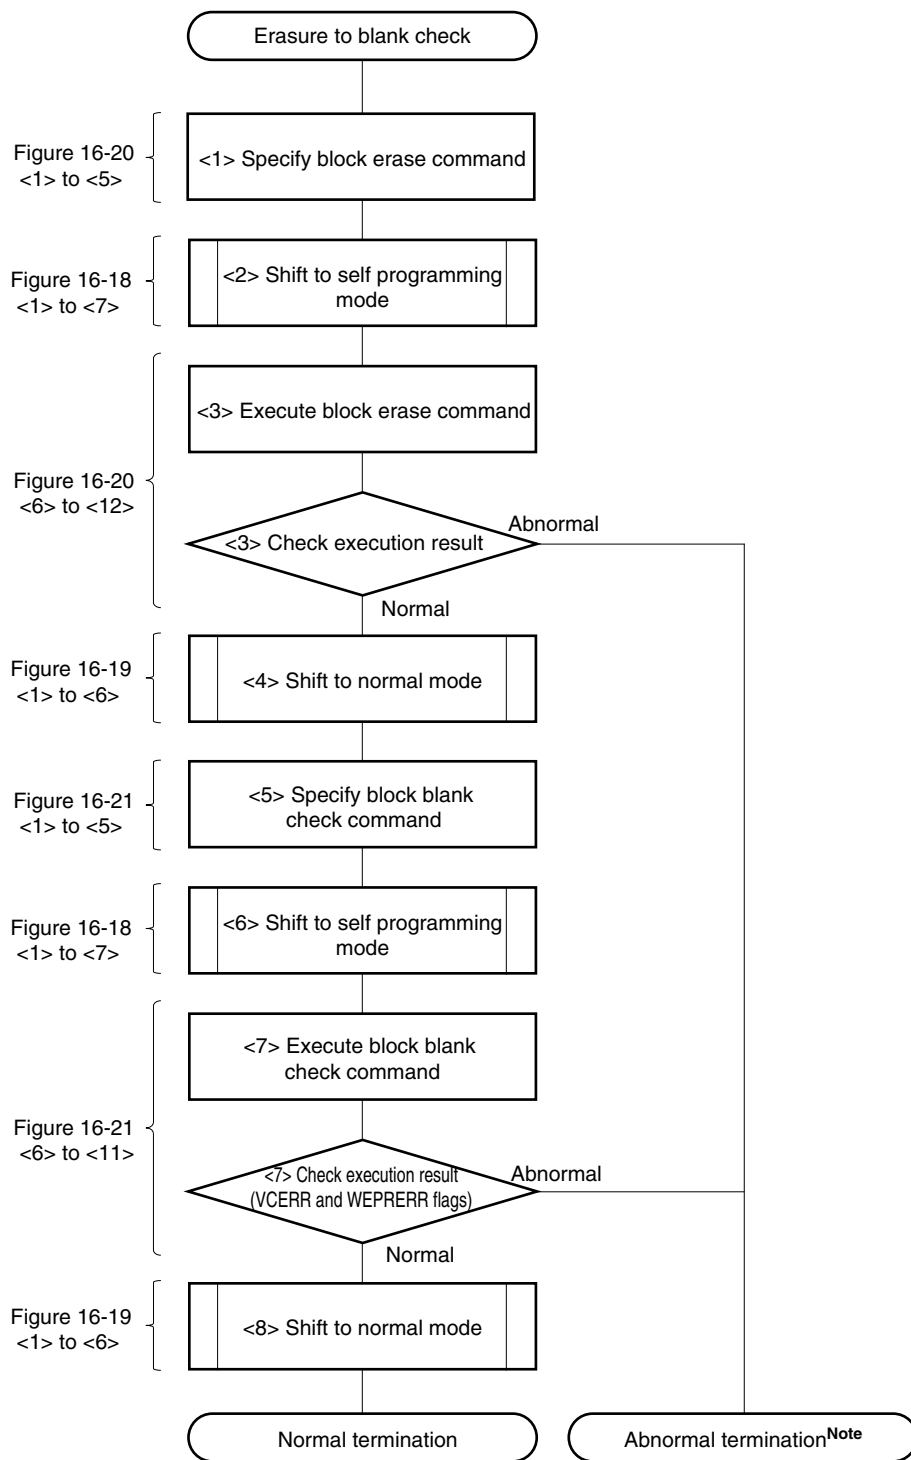 Erasure to blank check
Figure 16-20
<1> to <5>
<1> Specify block erase command
Figure 16-18
<1> to <7>
<2> Shift to self programming
mode
<3> Execute block erase command
Figure 16-20
<6> to <12>
<3> Check execution result
Abnormal
Normal
Figure 16-19
<1> to <6>
<4> Shift to normal mode
Figure 16-21
<1> to <5>
<5> Specify block blank
check command
Figure 16-18
<1> to <7>
<6> Shift to self programming
mode
<7> Execute block blank
check command
Figure 16-21
<6> to <11>
<7> Check execution result
(VCERR and WEPRERR flags)
Abnormal
Normal
Figure 16-19
<1> to <6>
<8> Shift to normal mode
Normal termination
Abnormal termination Note